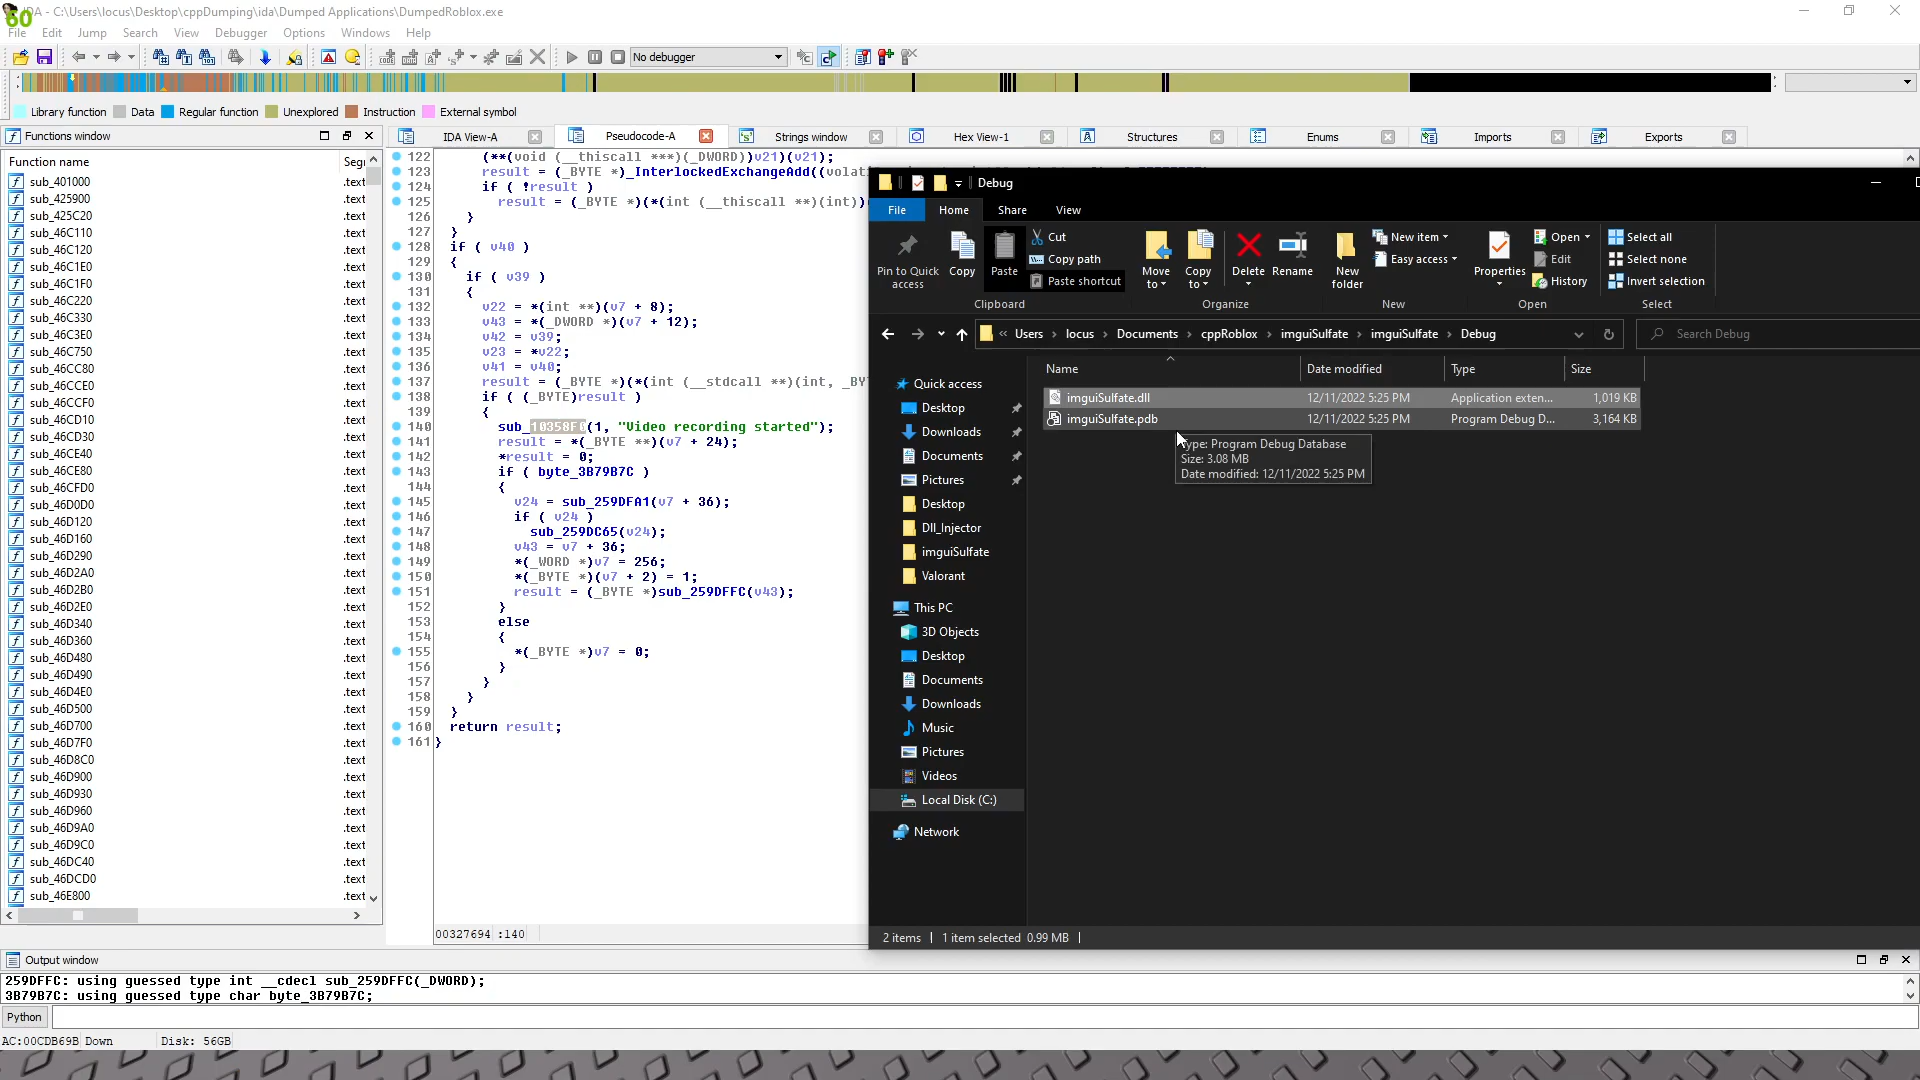 60
IDA - C:\Users\locus\Desktop\cppDumping\ida\Dumped Applications\DumpedRoblox.exe
File Edit Jump Search View Debugger Options Windows Help
No debugger
Library function Data Regular function Unexplored Instruction External symbol
Functions window
IDA View-A Pseudocode-A Strings window Hex View-1 Structures Enums Imports Exports
Function name Segı
sub_401000 .text
sub_425900 .text
sub_425C20 .text
sub_46C110 .text
sub_46C120 .text
sub_46C1E0 .text
sub_46C1F0 .text
sub_46C220 .text
sub_46C330 .text
sub_46C3E0 .text
sub_46C750 .text
sub_46CC80 .text
sub_46CCE0 .text
sub_46CCF0 .text
sub_46CD10 .text
sub_46CD30 .text
sub_46CE40 .text
sub_46CE80 .text
sub_46CFD0 .text
sub_46D0D0 .text
sub_46D120 .text
sub_46D160 .text
sub_46D290 .text
sub_46D2A0 .text
sub_46D2B0 .text
sub_46D2E0 .text
sub_46D340 .text
sub_46D360 .text
sub_46D480 .text
sub_46D490 .text
sub_46D4E0 .text
sub_46D500 .text
sub_46D700 .text
sub_46D7F0 .text
sub_46D8C0 .text
sub_46D900 .text
sub_46D930 .text
sub_46D960 .text
sub_46D9A0 .text
sub_46D9C0 .text
sub_46DC40 .text
sub_46DCD0 .text
sub_46E800 .text
122 (**(void (__thiscall ***)(_DWORD))v21)(v21);
123 result = (_BYTE *)_InterlockedExchangeAdd((volati
124 if ( !result )
125 result = (_BYTE *)(*(int (__thiscall **)(int))(
126 }
127 }
128 if ( v40 )
129 {
130 if ( v39 )
131 {
132 v22 = *(int **)(v7 + 8);
133 v43 = *(_DWORD *)(v7 + 12);
134 v42 = v39;
135 v23 = *v22;
136 v41 = v40;
137 result = (_BYTE *)(*(int (__stdcall **)(int, _BY
138 if ( (_BYTE)result )
139 {
140 sub_10358F0(1, "Video recording started");
141 result = *(_BYTE **)(v7 + 24);
142 *result = 0;
143 if ( byte_3B79B7C )
144 {
145 v24 = sub_259DFA1(v7 + 36);
146 if ( v24 )
147 sub_259DC65(v24);
148 v43 = v7 + 36;
149 *(_WORD *)v7 = 256;
150 *(_BYTE *)(v7 + 2) = 1;
151 result = (_BYTE *)sub_259DFFC(v43);
152 }
153 else
154 {
155 *(_BYTE *)v7 = 0;
156 }
157 }
158 }
159 }
160 return result;
161 }
00327694 :140
Debug
File Home Share View
Pin to Quick access
Copy
Paste
Cut
Copy path
Paste shortcut
Clipboard
Move to
Copy to
Delete
Rename
Organize
New folder
New item
Easy access
New
Properties
Open
Edit
History
Open
Select all
Select none
Invert selection
Select
« Users › locus › Documents › cppRoblox › imguiSulfate › imguiSulfate › Debug
Search Debug
Name Date modified Type Size
imguiSulfate.dll 12/11/2022 5:25 PM Application exten... 1,019 KB
imguiSulfate.pdb 12/11/2022 5:25 PM Program Debug D... 3,164 KB
Type: Program Debug Database
Size: 3.08 MB
Date modified: 12/11/2022 5:25 PM
Quick access
Desktop
Downloads
Documents
Pictures
Desktop
Dll_Injector
imguiSulfate
Valorant
This PC
3D Objects
Desktop
Documents
Downloads
Music
Pictures
Videos
Local Disk (C:)
Network
2 items 1 item selected 0.99 MB
Output window
259DFFC: using guessed type int __cdecl sub_259DFFC(_DWORD);
3B79B7C: using guessed type char byte_3B79B7C;
Python
AC:00CDB69B Down Disk: 56GB